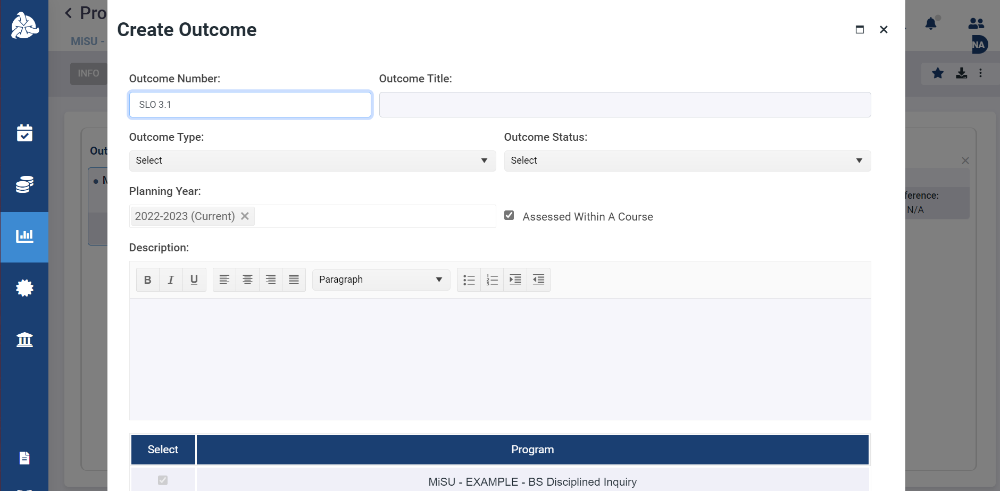 Pro
Create Outcome
MiSU -
NA
INFO
Outcome Number:
Outcome Title:
SLO 3.1
Outcome Type:
Outcome Status:
Out
Select
Select
Planning Year:
ference:
N/A
2022-2023 (Current)
Assessed Within A Course
Description:
B I U
Paragraph
Select
Program
MiSU - EXAMPLE - BS Disciplined Inquiry